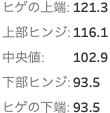 ヒゲの上端: 121.3
上部ヒンジ: 116.1
中央値: 102.9
下部ヒンジ: 93.5
ヒゲの下端: 93.5